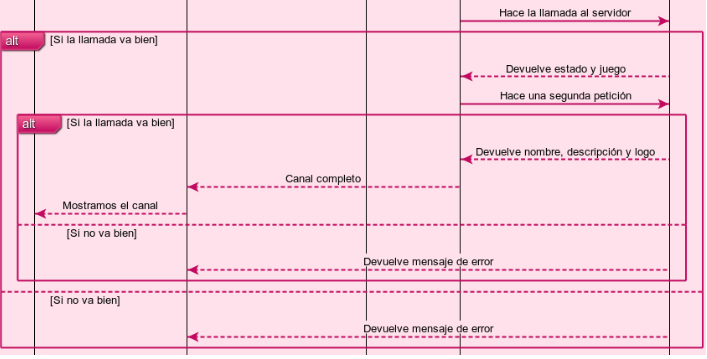 Hace la llamada al servidor
alt [Si la llamada va bien]
Devuelve estado y juego
Hace una segunda petición
alt [Si la llamada va bien]
Devuelve nombre, descripción y logo
Canal completo
Mostramos el canal
[Si no va bien]
Devuelve mensaje de error
[Si no va bien]
Devuelve mensaje de error